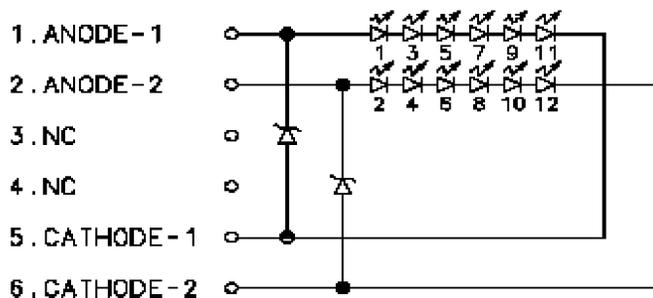 1.ANODE-1
1 3 5 7 9 11
2.ANODE-2
2 4 6 8 10 12
3.NC
4.NC
5.CATHODE-1
6.CATHODE-2